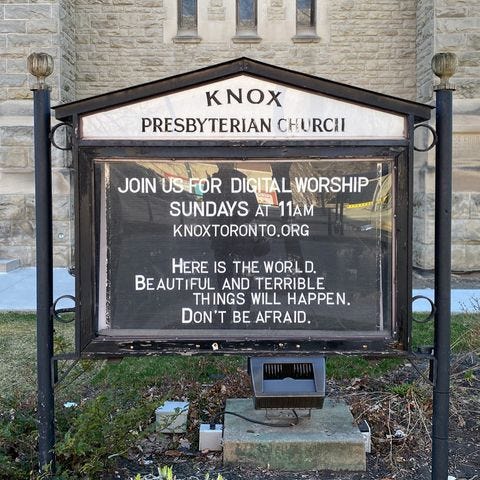 KNOX
PRESBYTERIAN CHURCH
JOIN US FOR DIGITAL WORSHIP
SUNDAYS AT 11AM
KNOXTORONTO.ORG
HERE IS THE WORLD.
BEAUTIFUL AND TERRIBLE
THINGS WILL HAPPEN.
DON'T BE AFRAID.